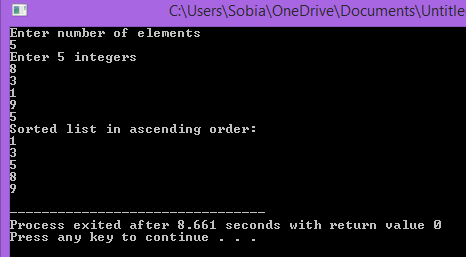 C:\Users\Sobia\OneDrive\Documents\Untitle
Enter number of elements
5
Enter 5 integers
8
3
1
9
5
Sorted list in ascending order:
1
3
5
8
9
--------------------------------
Process exited after 8.661 seconds with return value 0
Press any key to continue . . .